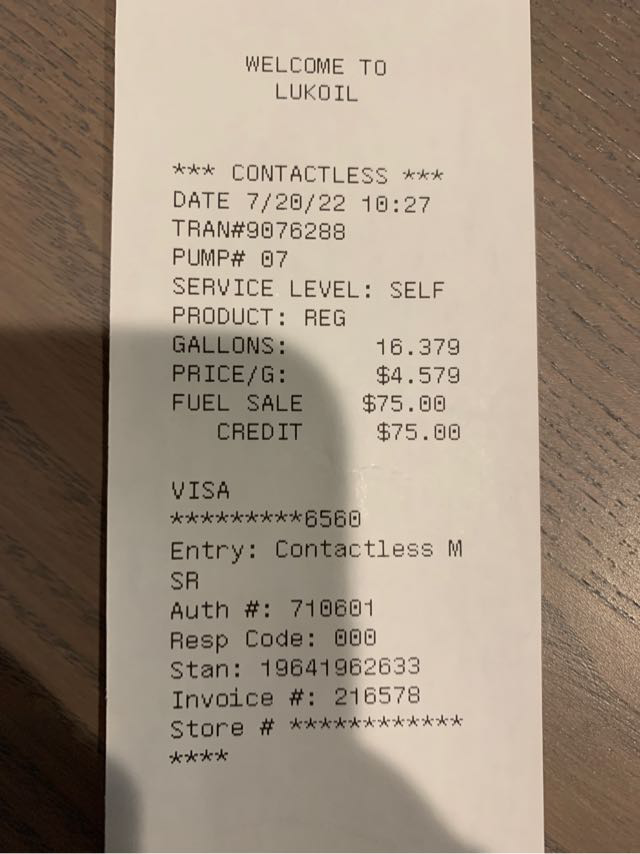 WELCOME TO
LUKOIL
*** CONTACTLESS ***
DATE 7/20/22 10:27
TRAN#9076288
PUMP# 07
SERVICE LEVEL: SELF
PRODUCT: REG
GALLONS: 16.379
PRICE/G: $4.579
FUEL SALE $75.00
CREDIT $75.00
VISA
*********6560
Entry: Contactless M
SR
Auth #: 710601
Resp Code: 000
Stan: 19641962633
Invoice #: 216578
Store # ************
****